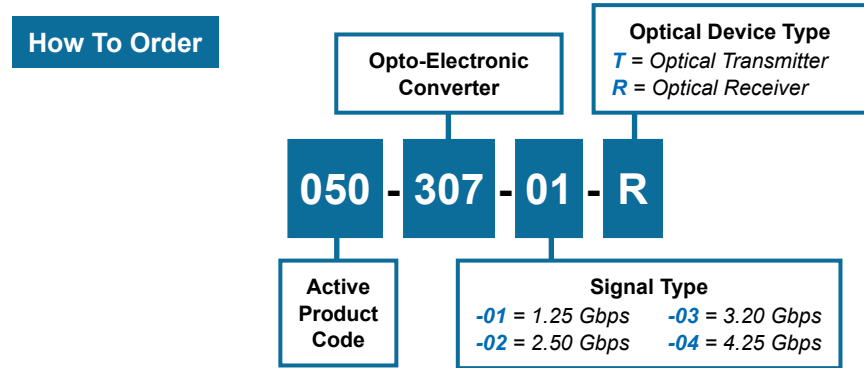 How To Order
Opto-Electronic
Converter
Optical Device Type
T = Optical Transmitter
R = Optical Receiver
050 - 307 - 01 - R
Active
Product
Code
Signal Type
-01 = 1.25 Gbps -03 = 3.20 Gbps
-02 = 2.50 Gbps -04 = 4.25 Gbps